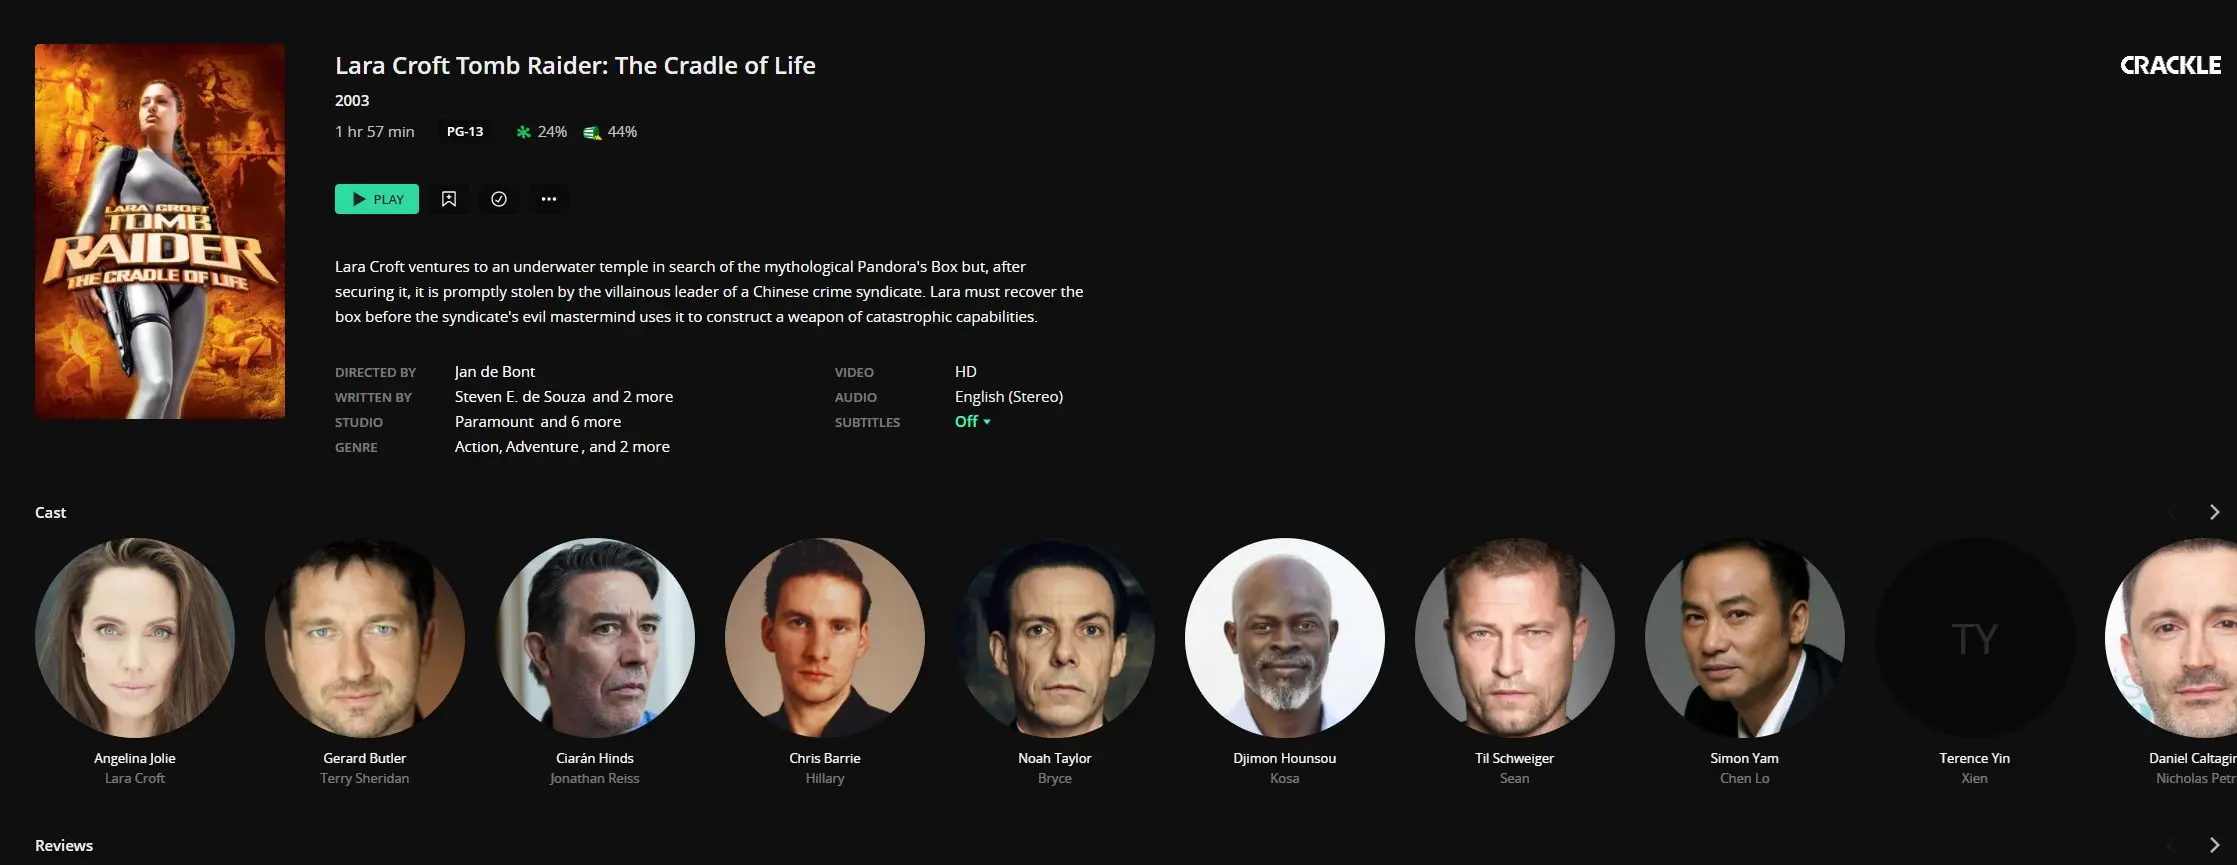 Lara Croft Tomb Raider: The Cradle of Life
CRACKLE
2003
1 hr 57 min PG-13 24% 44%
PLAY
LARA CROFT
TOMB
RAIDER
THE CRADLE OF LIFE
Lara Croft ventures to an underwater temple in search of the mythological Pandora's Box but, after
securing it, it is promptly stolen by the villainous leader of a Chinese crime syndicate. Lara must recover the
box before the syndicate's evil mastermind uses it to construct a weapon of catastrophic capabilities.
DIRECTED BY Jan de Bont
WRITTEN BY Steven E. de Souza and 2 more
STUDIO Paramount and 6 more
GENRE Action, Adventure , and 2 more
VIDEO HD
AUDIO English (Stereo)
SUBTITLES Off
Cast
TY
Angelina Jolie Gerard Butler Ciarán Hinds Chris Barrie Noah Taylor Djimon Hounsou Til Schweiger Simon Yam Terence Yin Daniel Caltagir
Lara Croft Terry Sheridan Jonathan Reiss Hillary Bryce Kosa Sean Chen Lo Xien Nicholas Petr
Reviews